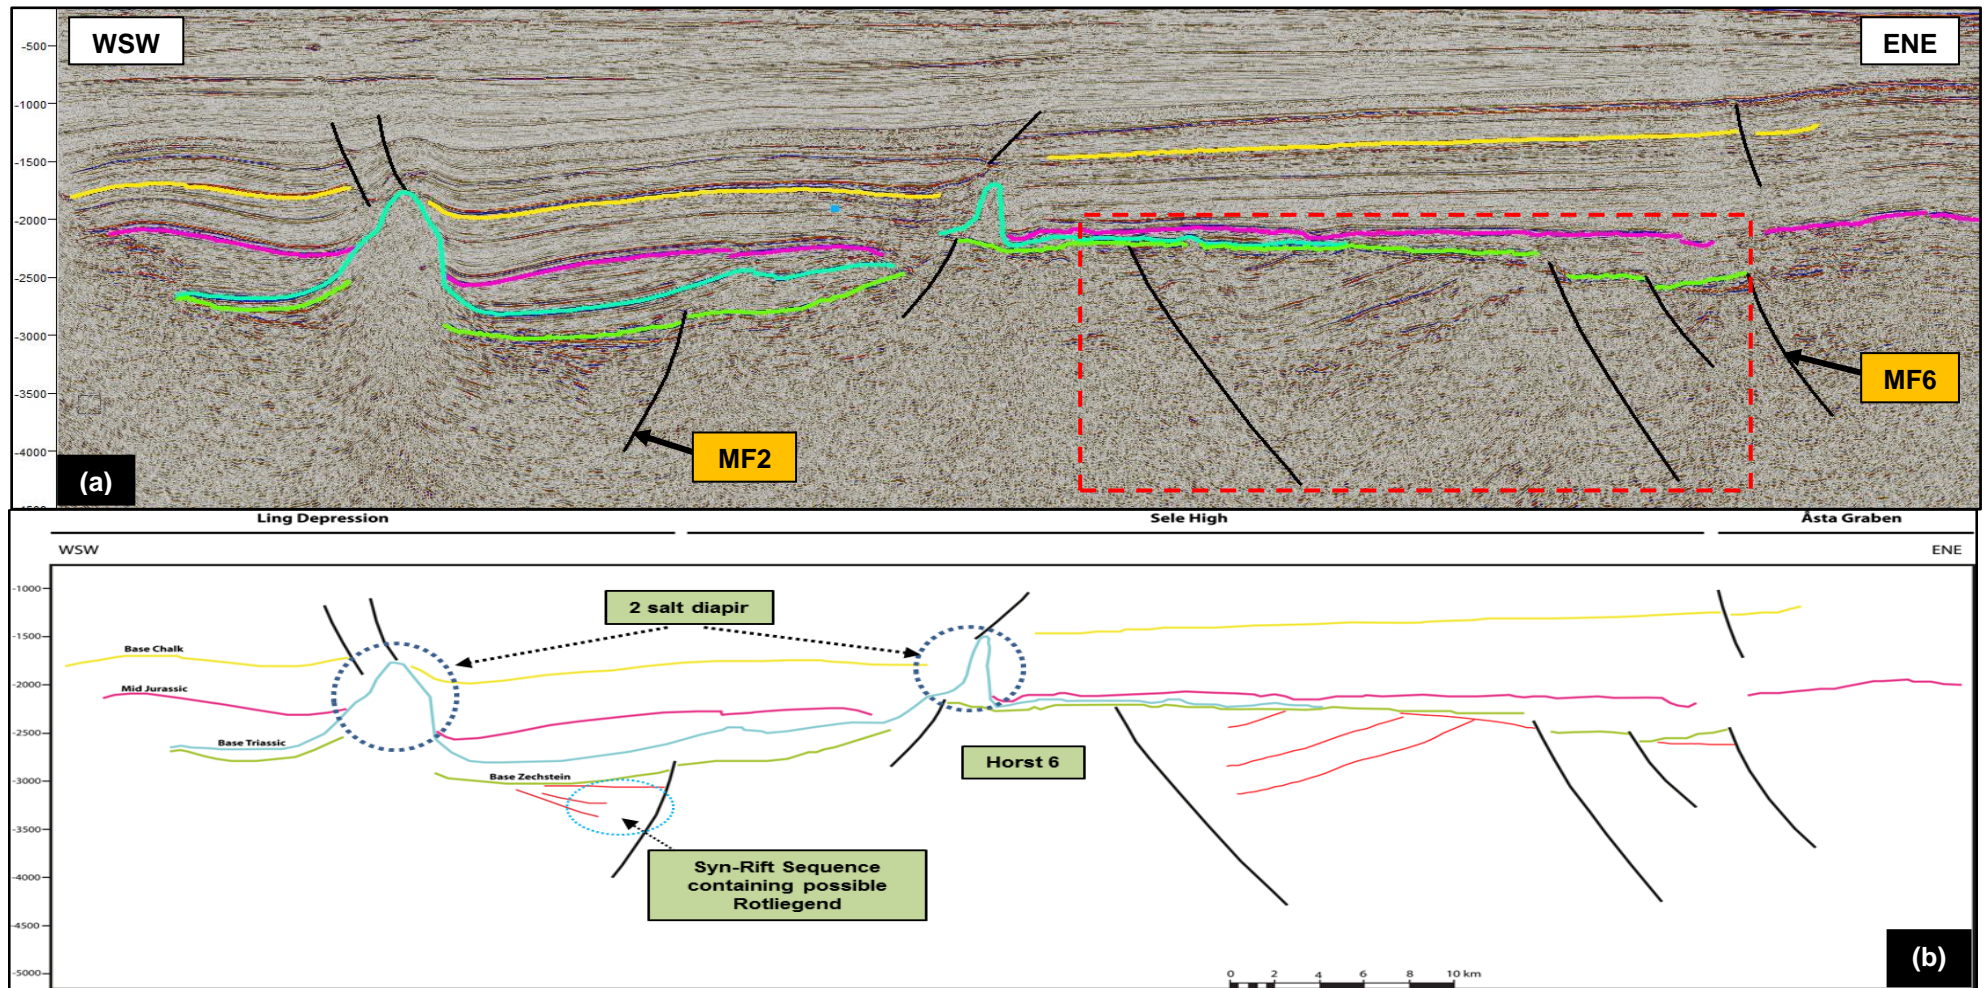 WSW
ENE
-500
-1000
-1500
-2000
-2500
-3000
-3500
-4000
MF6
MF2
(a)
Ling Depression
Sele High
Åsta Graben
WSW
ENE
-1000
2 salt diapir
-1500
Base Chalk
-2000
Mid Jurassic
-2500
Base Triassic
Horst 6
Base Zechstein
-3000
-3500
Syn-Rift Sequence
containing possible
Rotliegend
-4000
-4500
(b)
-5000
0 2 4 6 8 10 km